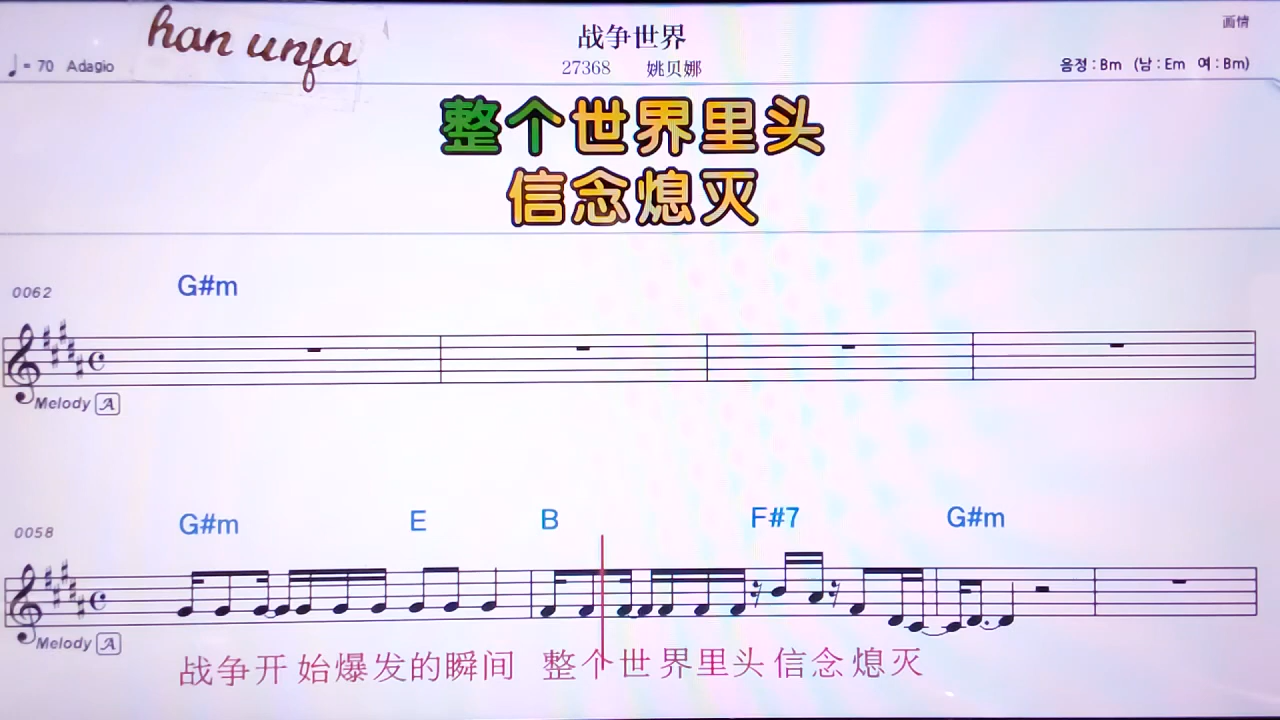 han unfa
战争世界
画情
♩= 70 Adagio
27368 姚贝娜
음정 : Bm (남 : Em 여 : Bm)
整个世界里头
信念熄灭
0062 G#m
Melody A
0058 G#m E B F#7 G#m
Melody A
战争开始爆发的瞬间 整个世界里头信念熄灭